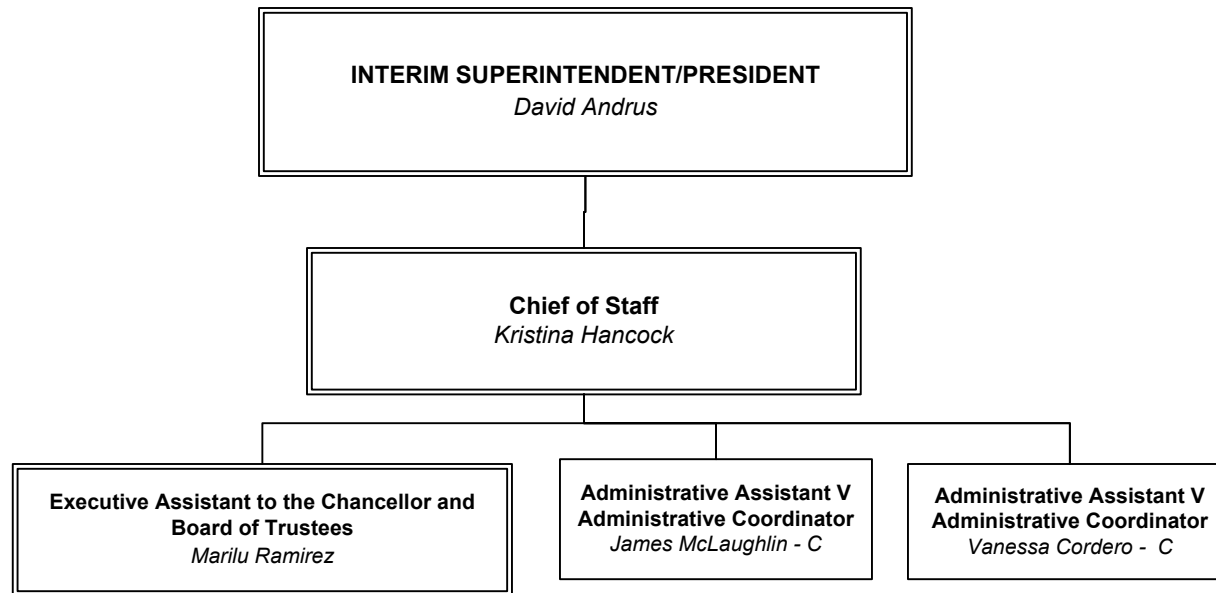 INTERIM SUPERINTENDENT/PRESIDENT
David Andrus
Chief of Staff
Kristina Hancock
Executive Assistant to the Chancellor and
Board of Trustees
Marilu Ramirez
Administrative Assistant V
Administrative Coordinator
James McLaughlin - C
Administrative Assistant V
Administrative Coordinator
Vanessa Cordero - C